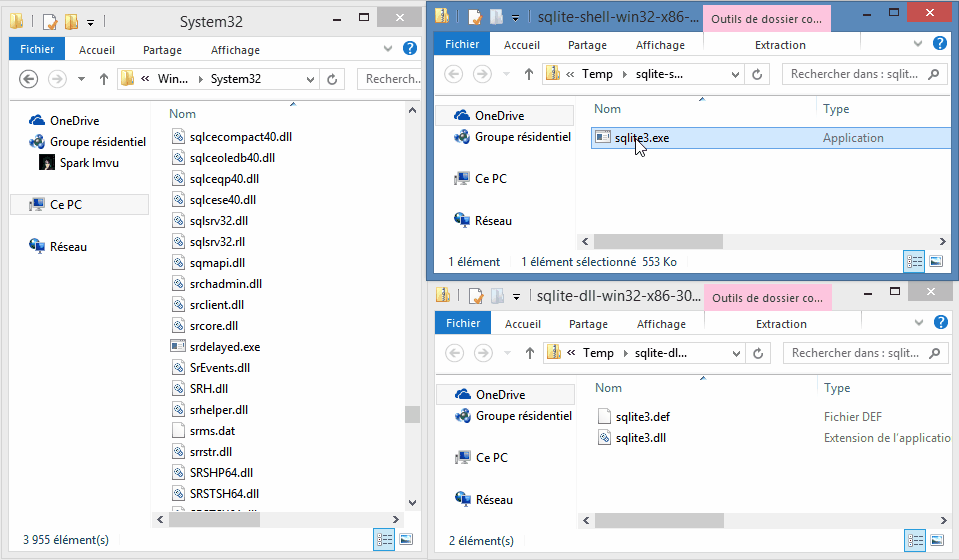 System32
Fichier Accueil Partage Affichage
« Win... › System32
Recherch...
OneDrive
Groupe résidentiel
Spark Imvu
Ce PC
Réseau
Nom
sqlcecompact40.dll
sqlceoledb40.dll
sqlceqp40.dll
sqlcese40.dll
sqlsrv32.dll
sqlsrv32.rll
sqmapi.dll
srchadmin.dll
srclient.dll
srcore.dll
srdelayed.exe
SrEvents.dll
SRH.dll
srhelper.dll
srms.dat
srrstr.dll
SRSHP64.dll
SRSTSH64.dll
3 955 élément(s)
sqlite-shell-win32-x86-... Outils de dossier co...
Fichier Accueil Partage Affichage Extraction
« Temp › sqlite-s...
Rechercher dans : sqlit...
OneDrive
Groupe résidentiel
Ce PC
Réseau
Nom Type
sqlite3.exe Application
1 élément 1 élément sélectionné 553 Ko
sqlite-dll-win32-x86-30... Outils de dossier co...
Fichier Accueil Partage Affichage Extraction
« Temp › sqlite-dl...
Rechercher dans : sqlit...
OneDrive
Groupe résidentiel
Ce PC
Réseau
Nom Type
sqlite3.def Fichier DEF
sqlite3.dll Extension de l'applicatio
2 élément(s)